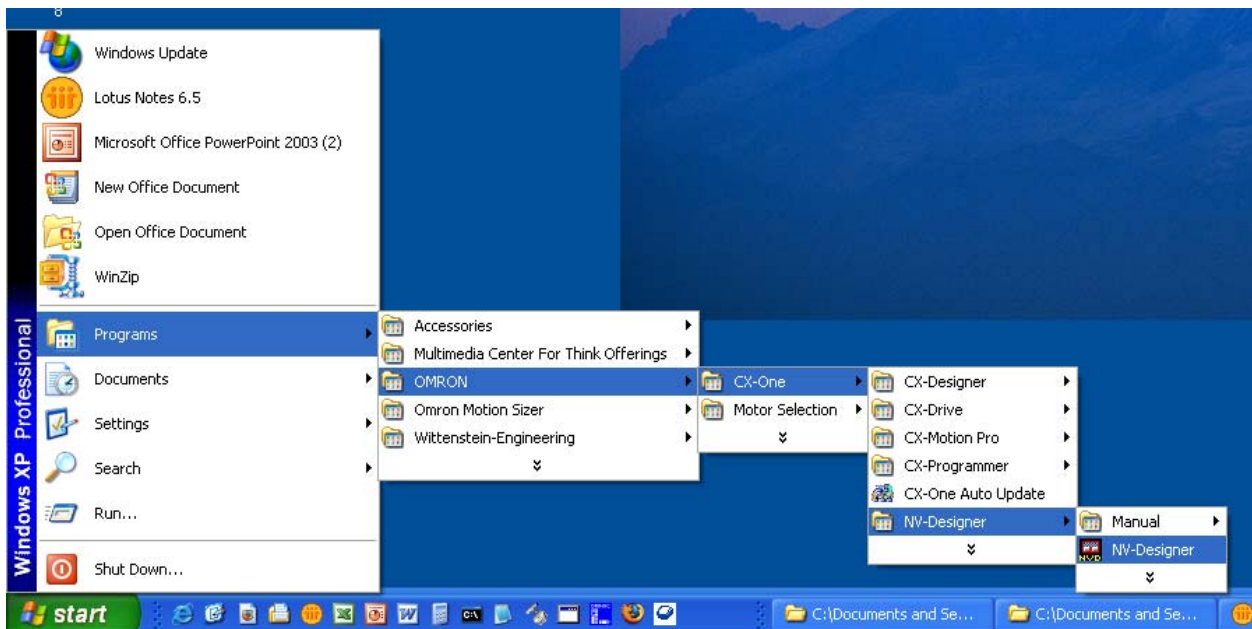 8
Windows Update
Lotus Notes 6.5
Microsoft Office PowerPoint 2003 (2)
New Office Document
Open Office Document
WinZip
Programs
Documents
Settings
Search
Run...
Shut Down...
Windows XP Professional
Accessories
Multimedia Center For Think Offerings
OMRON
Omron Motion Sizer
Wittenstein-Engineering
CX-One
Motor Selection
CX-Designer
CX-Drive
CX-Motion Pro
CX-Programmer
CX-One Auto Update
NV-Designer
Manual
NVD
NV-Designer
start
C:\Documents and Se...
C:\Documents and Se...